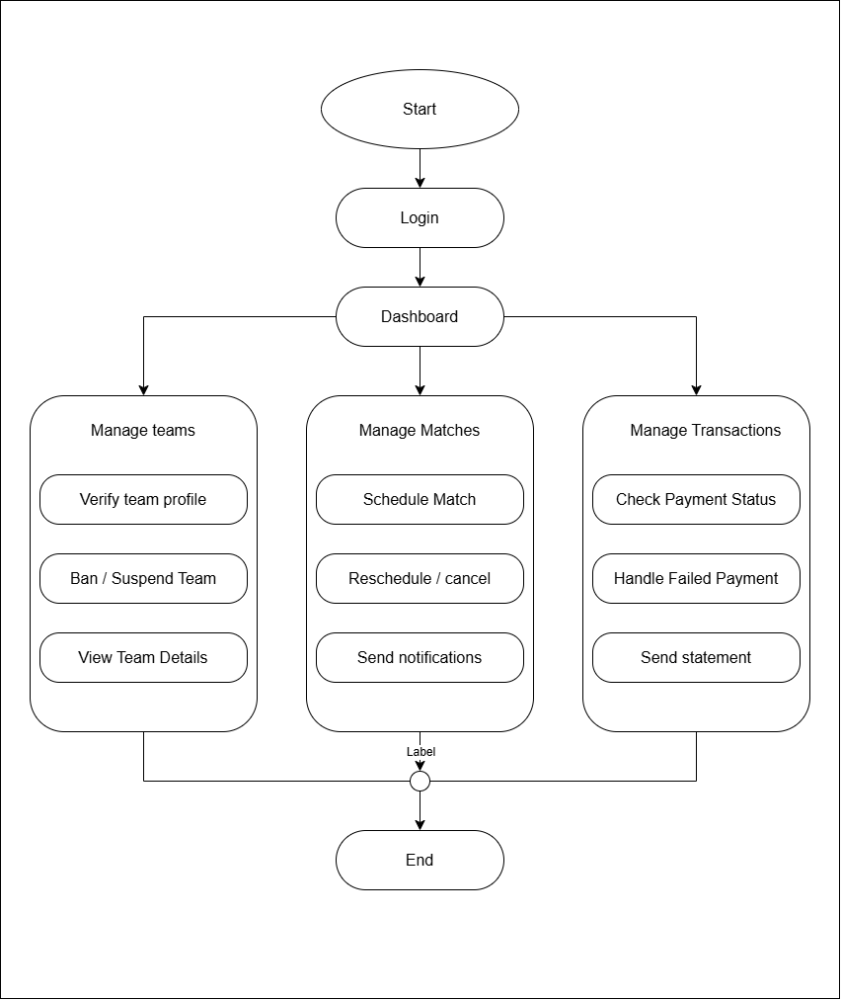 Start
Login
Dashboard
Manage teams
Verify team profile
Ban / Suspend Team
View Team Details
Manage Matches
Schedule Match
Reschedule / cancel
Send notifications
Manage Transactions
Check Payment Status
Handle Failed Payment
Send statement
Label
End